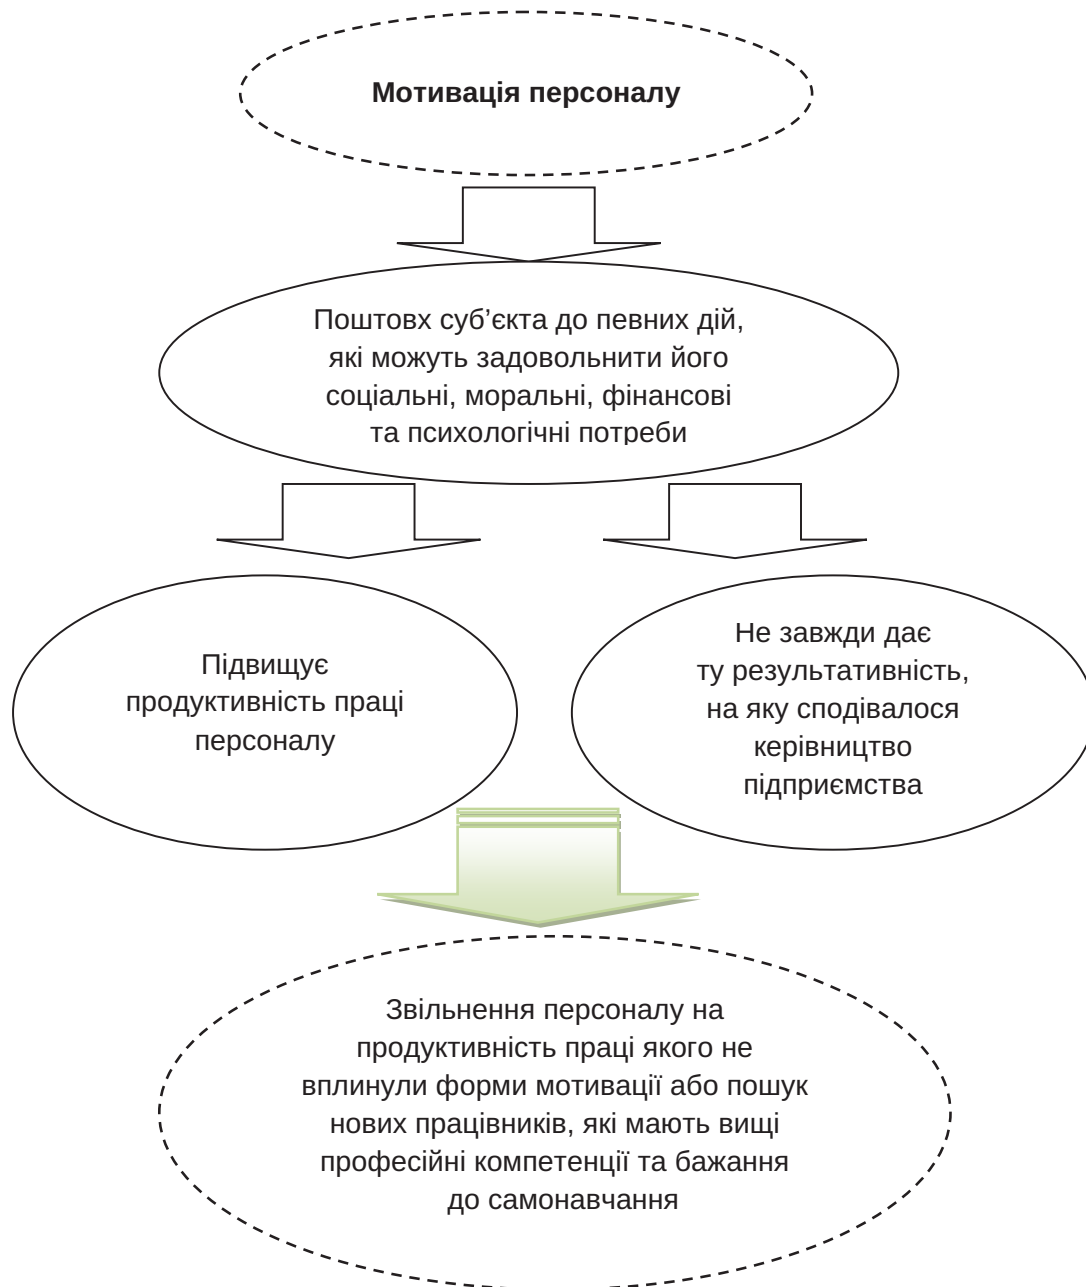 Мотивація персоналу
Поштовх суб’єкта до певних дій,
які можуть задовольнити його
соціальні, моральні, фінансові
та психологічні потреби
Підвищує
продуктивність праці
персоналу
Не завжди дає
ту результативність,
на яку сподівалося
керівництво
підприємства
Звільнення персоналу на
продуктивність праці якого не
вплинули форми мотивації або пошук
нових працівників, які мають вищі
професійні компетенції та бажання
до самонавчання